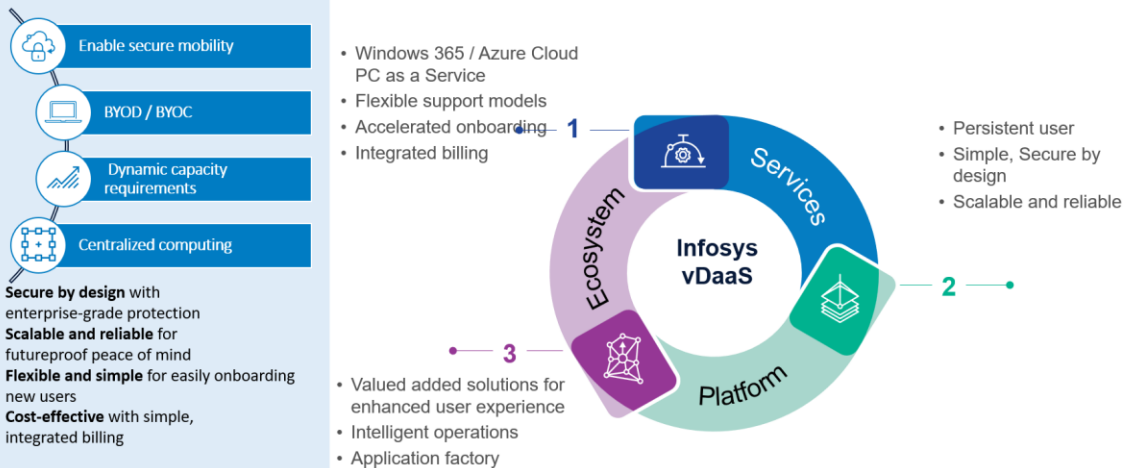 Enable secure mobility
BYOD / BYOC
Dynamic capacity
requirements
Centralized computing
Secure by design with
enterprise-grade protection
Scalable and reliable for
futureproof peace of mind
Flexible and simple for easily onboarding
new users
Cost-effective with simple,
integrated billing
• Windows 365 / Azure Cloud
PC as a Service
• Flexible support models
• Accelerated onboarding
• Integrated billing
1
Services
• Persistent user
• Simple, Secure by
design
• Scalable and reliable
Ecosystem
Infosys
vDaaS
2
3
Platform
• Valued added solutions for
enhanced user experience
• Intelligent operations
• Application factory